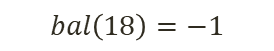 bal(18) = −1